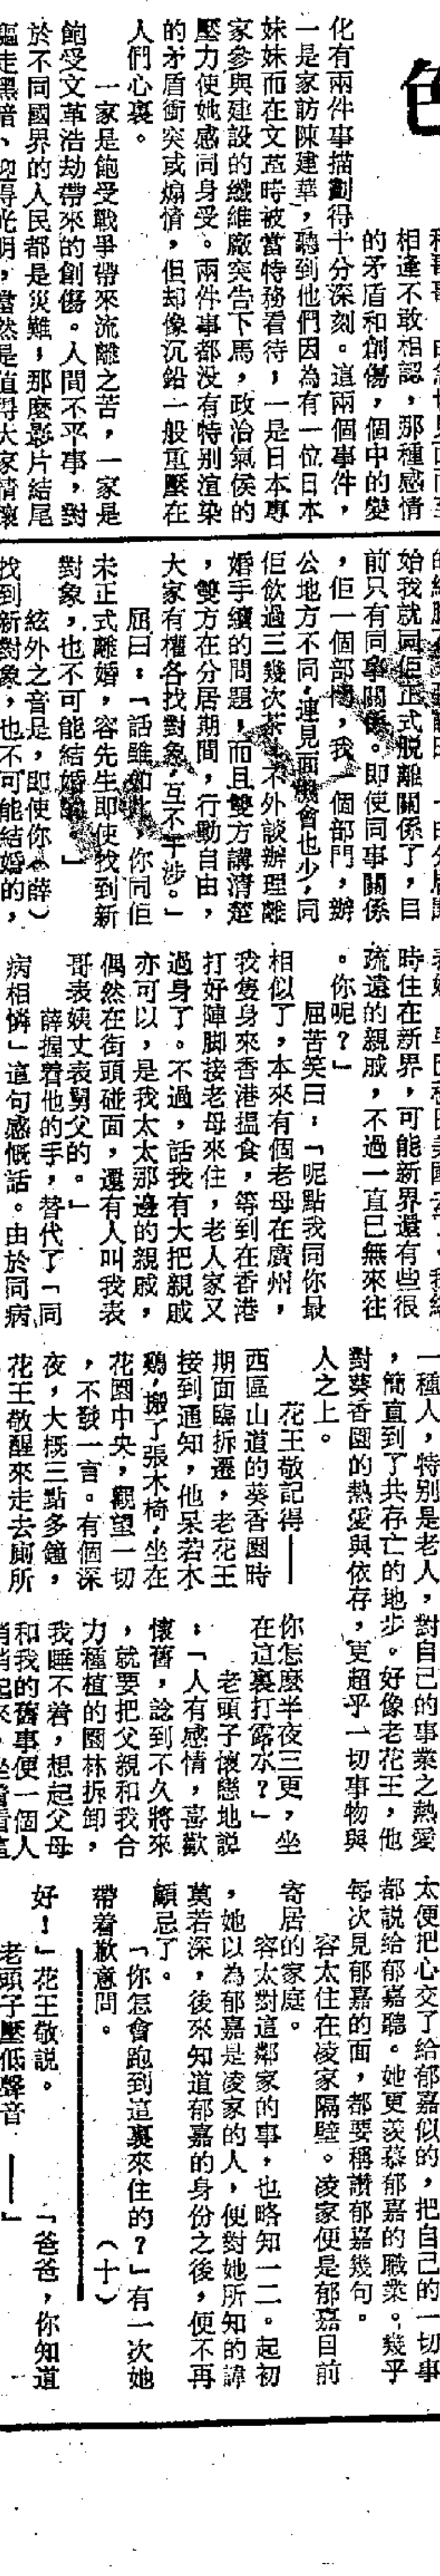 色
相逢不敢相認，那種感情
的矛盾和創傷，個中的變
化有兩件事描劃得十分深刻。這兩個事件，
一是家訪陳建華，聽到他們因為有一位日本
妹妹而在文革時被當特務看待，一是日本專
家參與建設的纖維廠突告下馬，政治氣侯的
壓力使她感同身受。兩件事都没有特別渲染
的矛盾衝突或煽情，但却像沉鉛一般重壓在
人們心裏。
一家是飽受戰爭帶來流離之苦，一家是
飽受文革浩劫帶來的創傷。人間不平事，對
於不同國界的人民都是災難，那麼影片結尾
驅走黑暗、迎得光明，當然是值得大家情懷
始我就同佢正式脱離關係了，目
前只有同事關係。即使同事關係
，佢一個部門，我一個部門，辦
公地方不同，連見面機會也少，同
佢飲過三幾次茶，不外談辦理離
婚手續的問題，而且雙方講清楚
，雙方在分居期間，行動自由，
大家有權各找對象，互不干涉。」
屈曰：「話雖如此，你同佢
未正式離婚，容先生即使找到新
對象，也不可能結婚的。」
絃外之音是，即使你（薛）
找到新對象，也不可能結婚的，
時住在新界，可能新界還有些很
疏遠的親戚，不過一直已無來往
。你呢？」
屈苦笑曰：「呢點我同你最
相似了，本來有個老母在廣州，
我隻身來香港揾食，等到在香港
打好陣脚接老母來住，老人家又
過身了。不過，話我有大把親戚
亦可以，是我太太那邊的親戚，
偶然在街頭碰面，還有人叫我表
哥表姨丈表舅父的。」
薛握着他的手，替代了「同
病相憐」這句感慨話。由於同病
一種人，特別是老人，對自己的事業之熱愛
，簡直到了共存亡的地步。好像老花王，他
對葵香園的熱愛與依存，更超乎一切事物與
人之上。
花王敬記得——
西區山道的葵香園時
期面臨拆遷，老花王
接到通知，他呆若木
鷄，搬了張木椅，坐在
花園中央，觀望一切
，不發一言。有個深
夜，大概三點多鐘，
花王敬醒來走去厠所
你怎麼半夜三更，坐
在這裏打露水？」
老頭子懷戀地説
：「人有感情，喜歡
懷舊，諗到不久將來
，就要把父親和我合
力種植的園林拆卸，
我睡不着，想起父母
和我的舊事便一個人
悄悄起來，坐着看這
太便把心交了給郁嘉似的，把自己的一切事
都説給郁嘉聽。她更羨慕郁嘉的職業。幾乎
每次見郁嘉的面，都要稱讚郁嘉幾句。
容太住在凌家隔壁。凌家便是郁嘉目前
寄居的家庭。
容太對這鄰家的事，也略知一二。起初
，她以為郁嘉是凌家的人，便對她所知的諱
莫若深，後來知道郁嘉的身份之後，便不再
顧忌了。
「你怎會跑到這裏來住的？」有一次她
帶着歉意問。
（十）
「爸爸，你知道
好！」花王敬説。
老頭子壓低聲音
——」